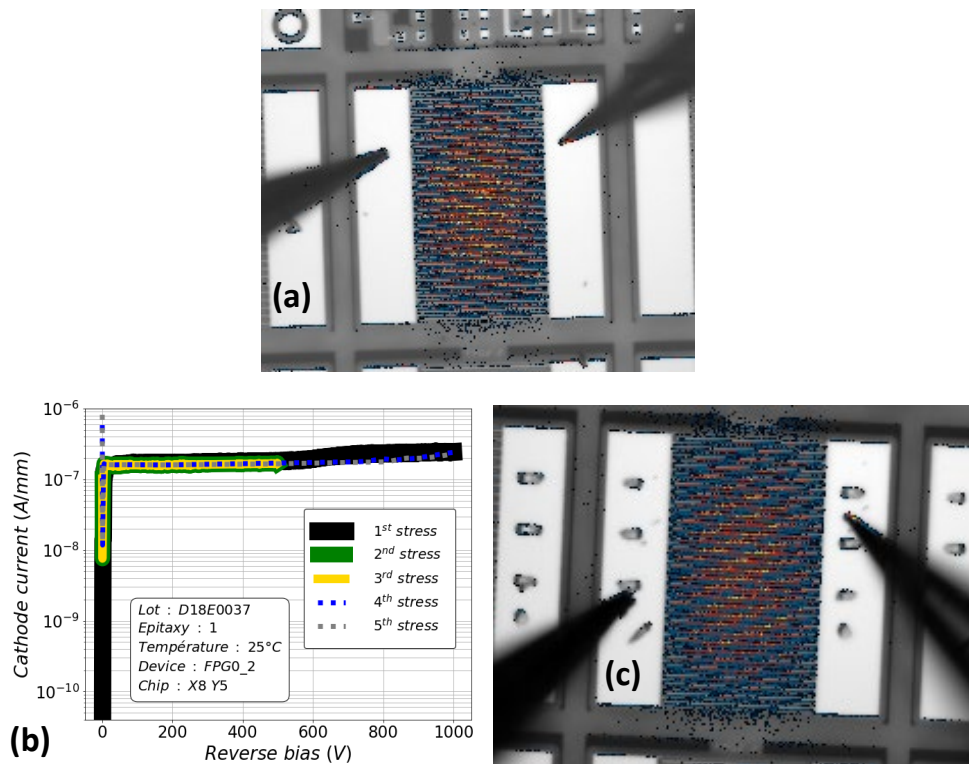 (a)
10⁻⁶
10⁻⁷
10⁻⁸
10⁻⁹
10⁻¹⁰
Cathode current (A/mm)
1ˢᵗ stress
2ⁿᵈ stress
3ʳᵈ stress
4ᵗʰ stress
5ᵗʰ stress
Lot : D18E0037
Epitaxy : 1
Température : 25°C
Device : FPG0_2
Chip : X8 Y5
0 200 400 600 800 1000
Reverse bias (V)
(b)
(c)